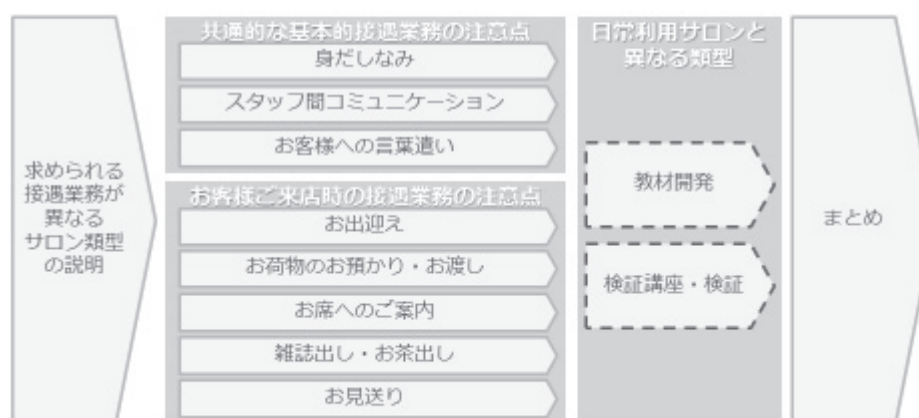 求められる
接遇業務が
異なる
サロン類型
の説明
共通的な基本的接遇業務の注意点
身だしなみ
スタッフ間コミュニケーション
お客様への言葉遣い
お客様ご来店時の接遇業務の注意点
お出迎え
お荷物のお預かり・お渡し
お席へのご案内
雑誌出し・お茶出し
お見送り
日常利用サロンと
異なる類型
教材開発
検証講座・検証
まとめ